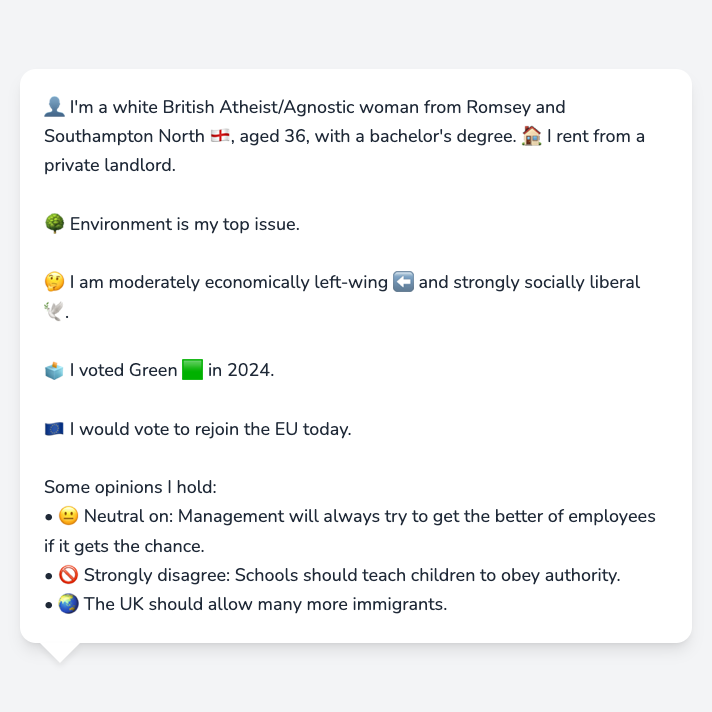 👤 I'm a white British Atheist/Agnostic woman from Romsey and
Southampton North 🏴󠁧󠁢󠁥󠁮󠁧󠁿, aged 36, with a bachelor's degree. 🏠 I rent from a
private landlord.
🌳 Environment is my top issue.
🤔 I am moderately economically left-wing ⬅️ and strongly socially liberal
🕊️.
🗳️ I voted Green 🟩 in 2024.
🇪🇺 I would vote to rejoin the EU today.
Some opinions I hold:
• 😐 Neutral on: Management will always try to get the better of employees
if it gets the chance.
• 🚫 Strongly disagree: Schools should teach children to obey authority.
• 🌏 The UK should allow many more immigrants.